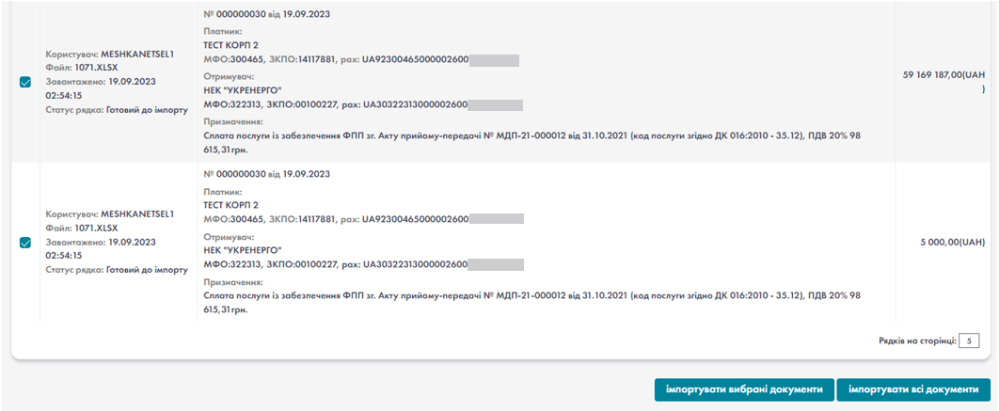 № 000000030 від 19.09.2023
Платник:
ТЕСТ КОРП 2
МФО:300465, ЗКПО:14117881, рах: UA92300465000002600
Отримувач:
НЕК "УКРЕНЕРГО"
МФО:322313, ЗКПО:00100227, рах: UA30322313000002600
Призначення:
Сплата послуги із забезпечення ФПП зг. Акту прийому-передачі № МДП-21-000012 від 31.10.2021 (код послуги згідно ДК 016:2010 - 35.12), ПДВ 20% 98
615,31грн.
Користувач: MESHKANETSEL1
Файл: 1071.XLSX
Завантажено: 19.09.2023
02:54:15
Статус рядка: Готовий до імпорту
59 169 187,00(UAH
)
№ 000000030 від 19.09.2023
Платник:
ТЕСТ КОРП 2
МФО:300465, ЗКПО:14117881, рах: UA92300465000002600
Отримувач:
НЕК "УКРЕНЕРГО"
МФО:322313, ЗКПО:00100227, рах: UA30322313000002600
Призначення:
Сплата послуги із забезпечення ФПП зг. Акту прийому-передачі № МДП-21-000012 від 31.10.2021 (код послуги згідно ДК 016:2010 - 35.12), ПДВ 20% 98
615,31грн.
Користувач: MESHKANETSEL1
Файл: 1071.XLSX
Завантажено: 19.09.2023
02:54:15
Статус рядка: Готовий до імпорту
5 000,00(UAH)
Рядків на сторінці: 5
імпортувати вибрані документи
імпортувати всі документи